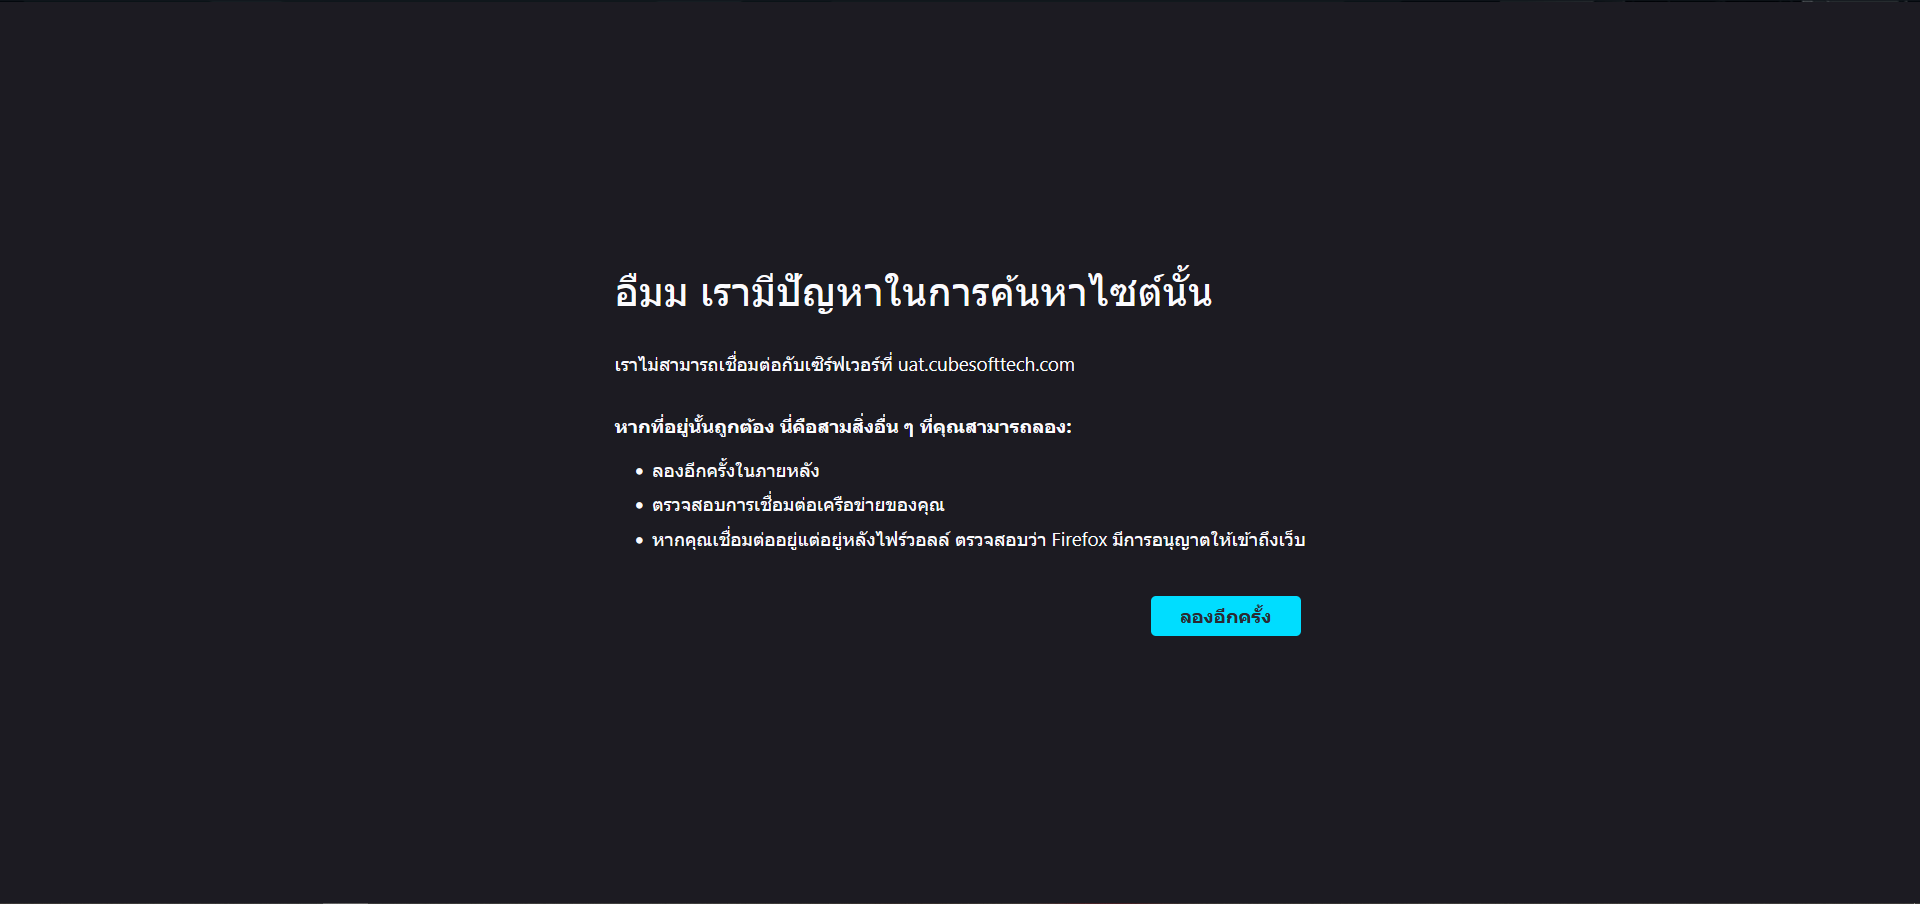 อืมม เรามีปัญหาในการค้นหาไซต์นั้น
เราไม่สามารถเชื่อมต่อกับเซิร์ฟเวอร์ที่ uat.cubesofttech.com
หากที่อยู่นั้นถูกต้อง นี่คือสามสิ่งอื่น ๆ ที่คุณสามารถลอง:
• ลองอีกครั้งในภายหลัง
• ตรวจสอบการเชื่อมต่อเครือข่ายของคุณ
• หากคุณเชื่อมต่ออยู่แต่อยู่หลังไฟร์วอลล์ ตรวจสอบว่า Firefox มีการอนุญาตให้เข้าถึงเว็บ
ลองอีกครั้ง